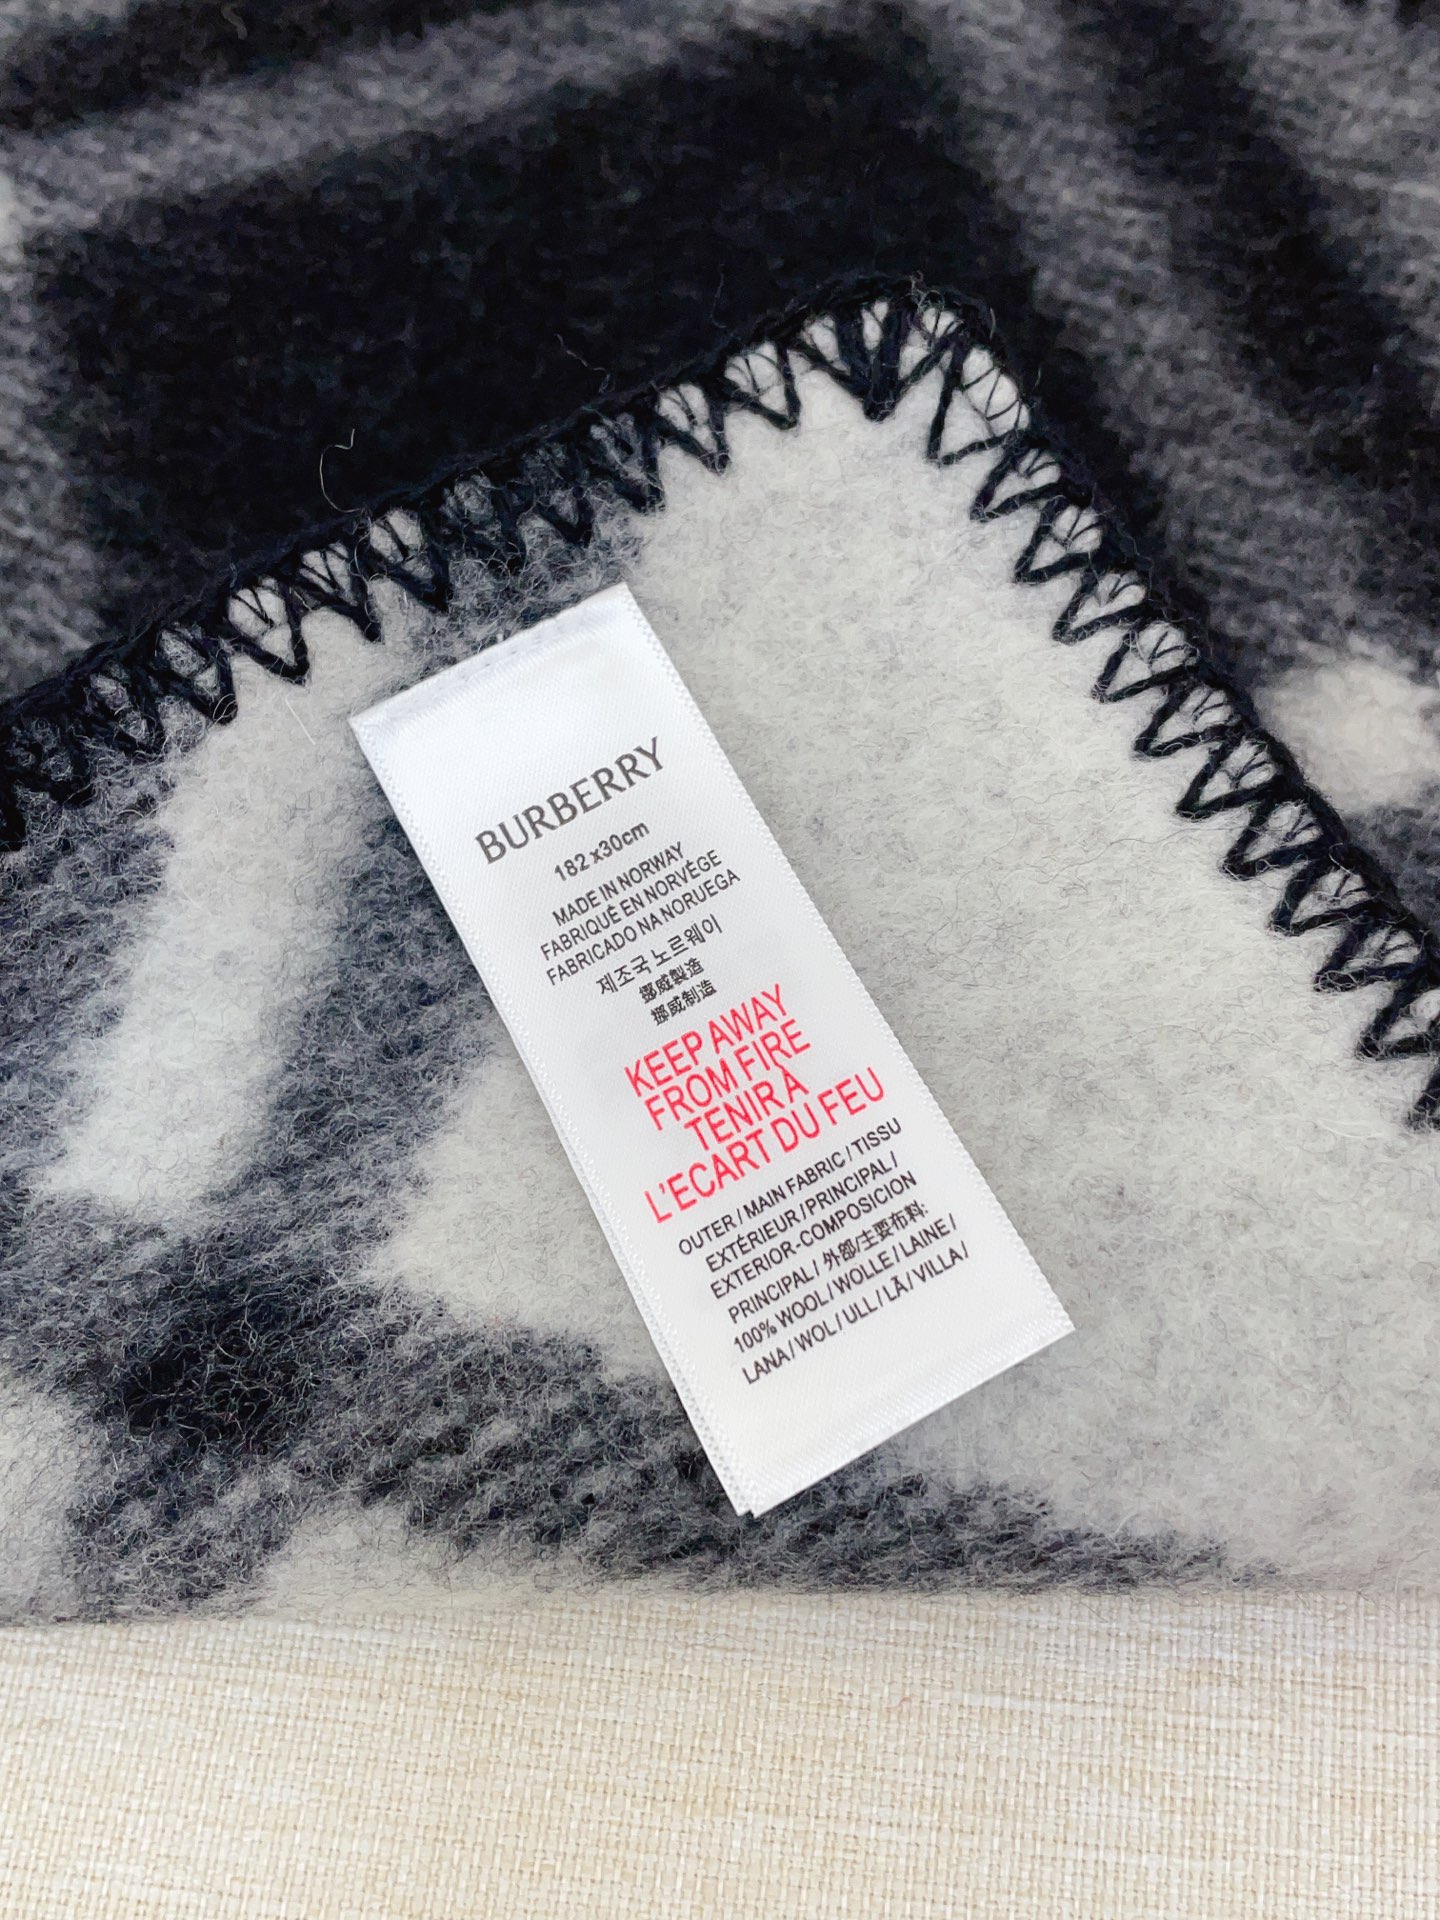 BURBERRY
182 x30cm
MADE IN NORWAY
FABRIQUÉ EN NORVÉGE
FABRICADO NA NORUEGA
제조국 노르웨이
挪威製造
挪威制造
KEEP AWAY
FROM FIRE
TENIR À
L'ECART DU FEU
OUTER / MAIN FABRIC / TISSU
EXTÉRIEUR / PRINCIPAL /
EXTERIOR-COMPOSICION
PRINCIPAL / 外部/主要布料:
100% WOOL / WOLLE / LAINE /
LANA / WOL / ULL / LÃ / VILLA /